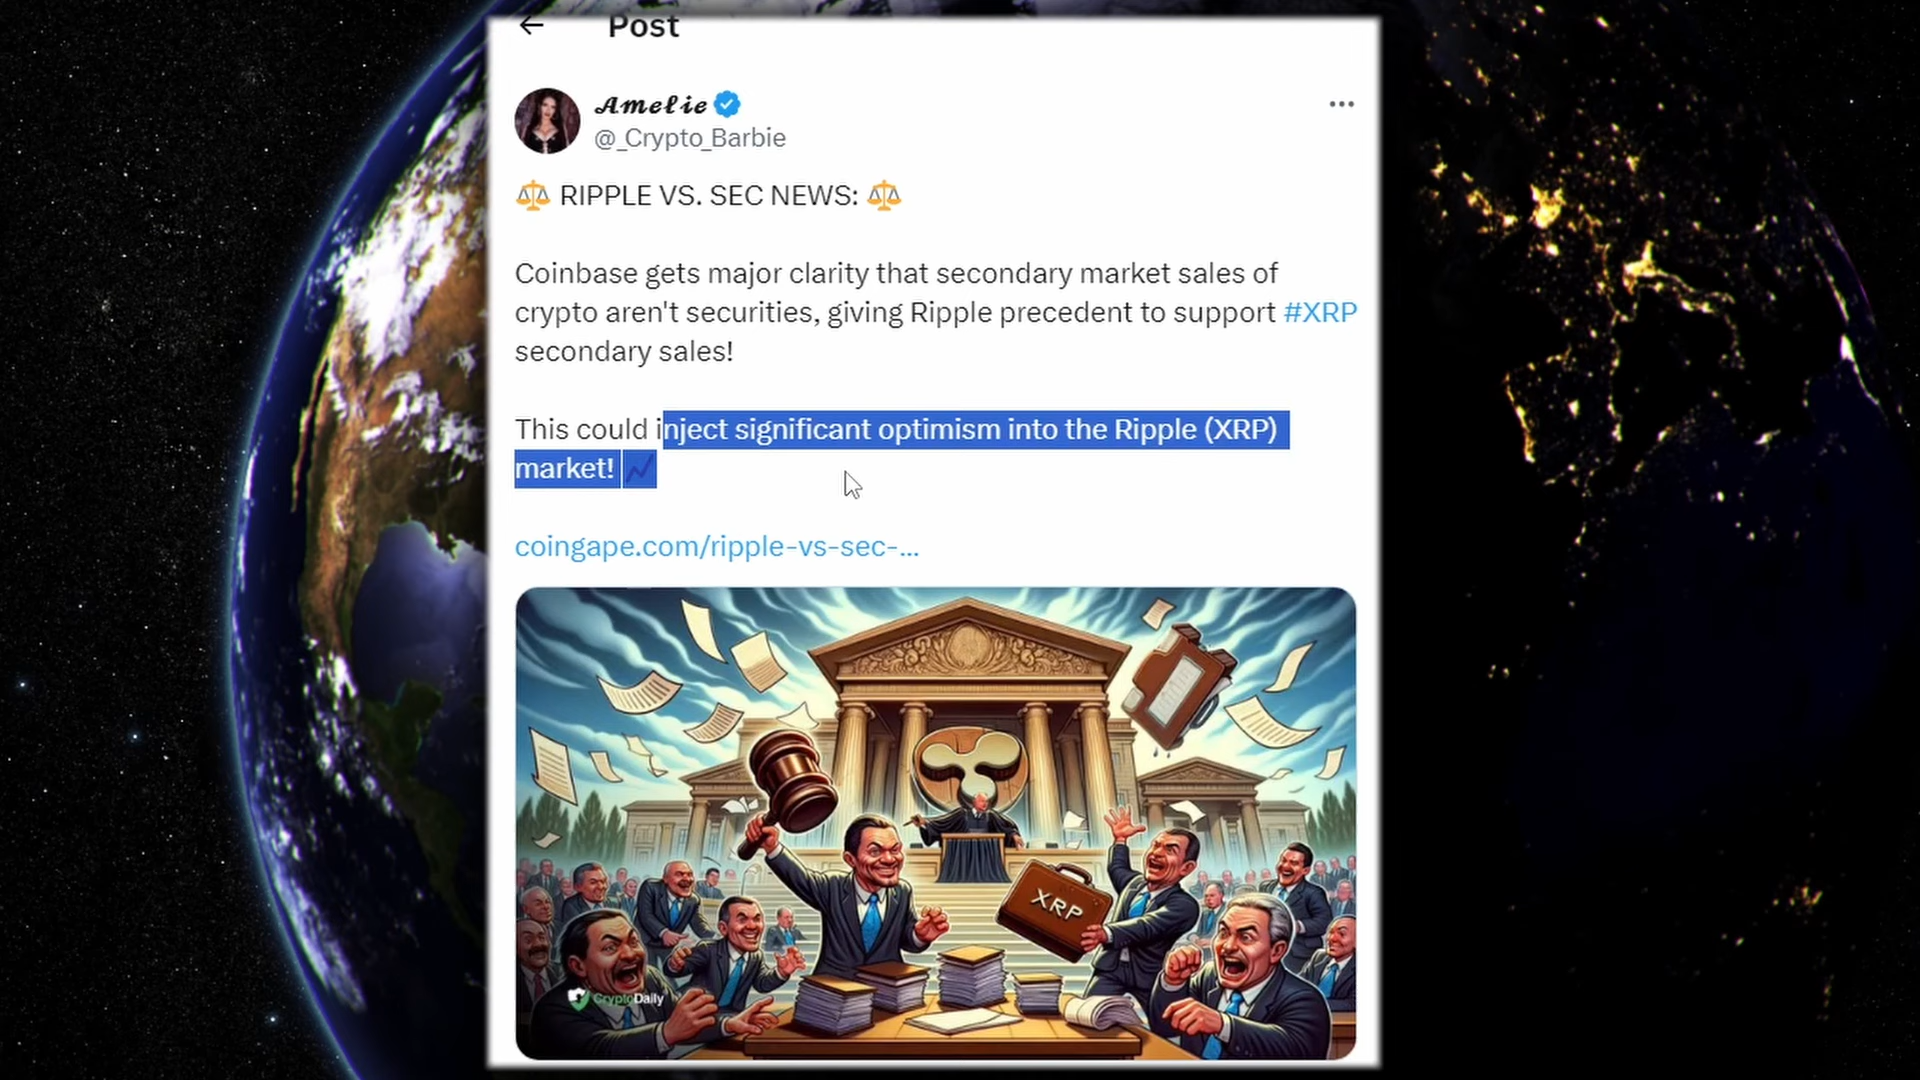 Post
𝓐𝓶𝓮𝓵𝓲𝓮
@_Crypto_Barbie
⚖️ RIPPLE VS. SEC NEWS: ⚖️
Coinbase gets major clarity that secondary market sales of
crypto aren't securities, giving Ripple precedent to support #XRP
secondary sales!
This could inject significant optimism into the Ripple (XRP)
market! 📈
coingape.com/ripple-vs-sec-...
XRP
CryptoDaily